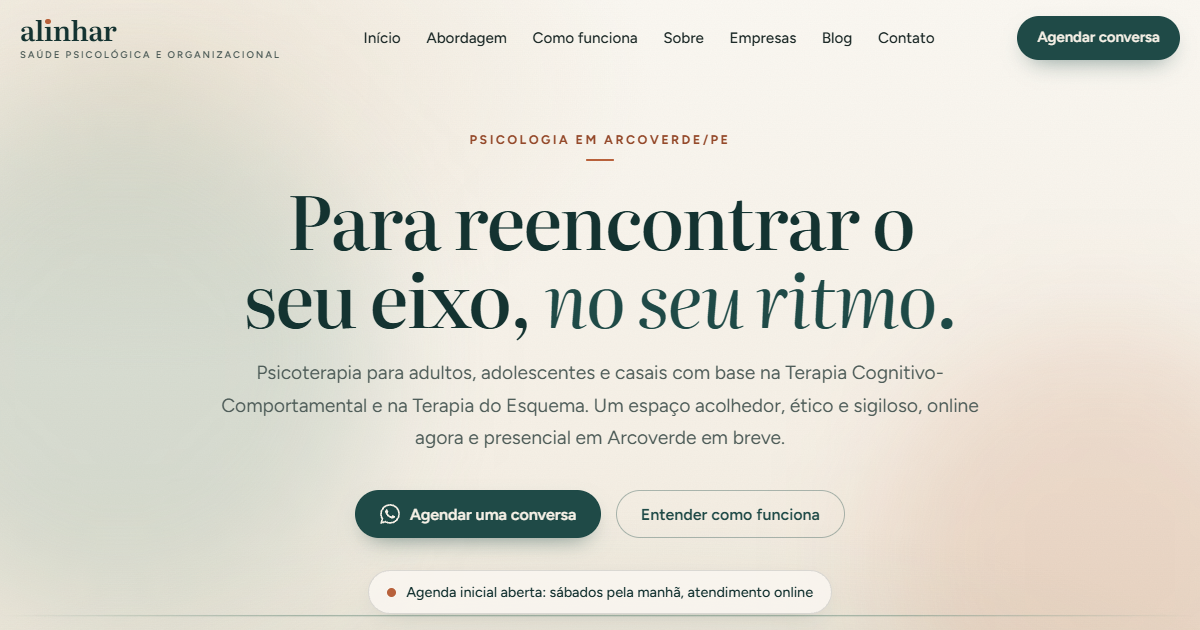 alinhar
SAÚDE PSICOLÓGICA E ORGANIZACIONAL
Início
Abordagem
Como funciona
Sobre
Empresas
Blog
Contato
Agendar conversa
PSICOLOGIA EM ARCOVERDE/PE
Para reencontrar o
seu eixo, no seu ritmo.
Psicoterapia para adultos, adolescentes e casais com base na Terapia Cognitivo-
Comportamental e na Terapia do Esquema. Um espaço acolhedor, ético e sigiloso, online
agora e presencial em Arcoverde em breve.
Agendar uma conversa
Entender como funciona
Agenda inicial aberta: sábados pela manhã, atendimento online